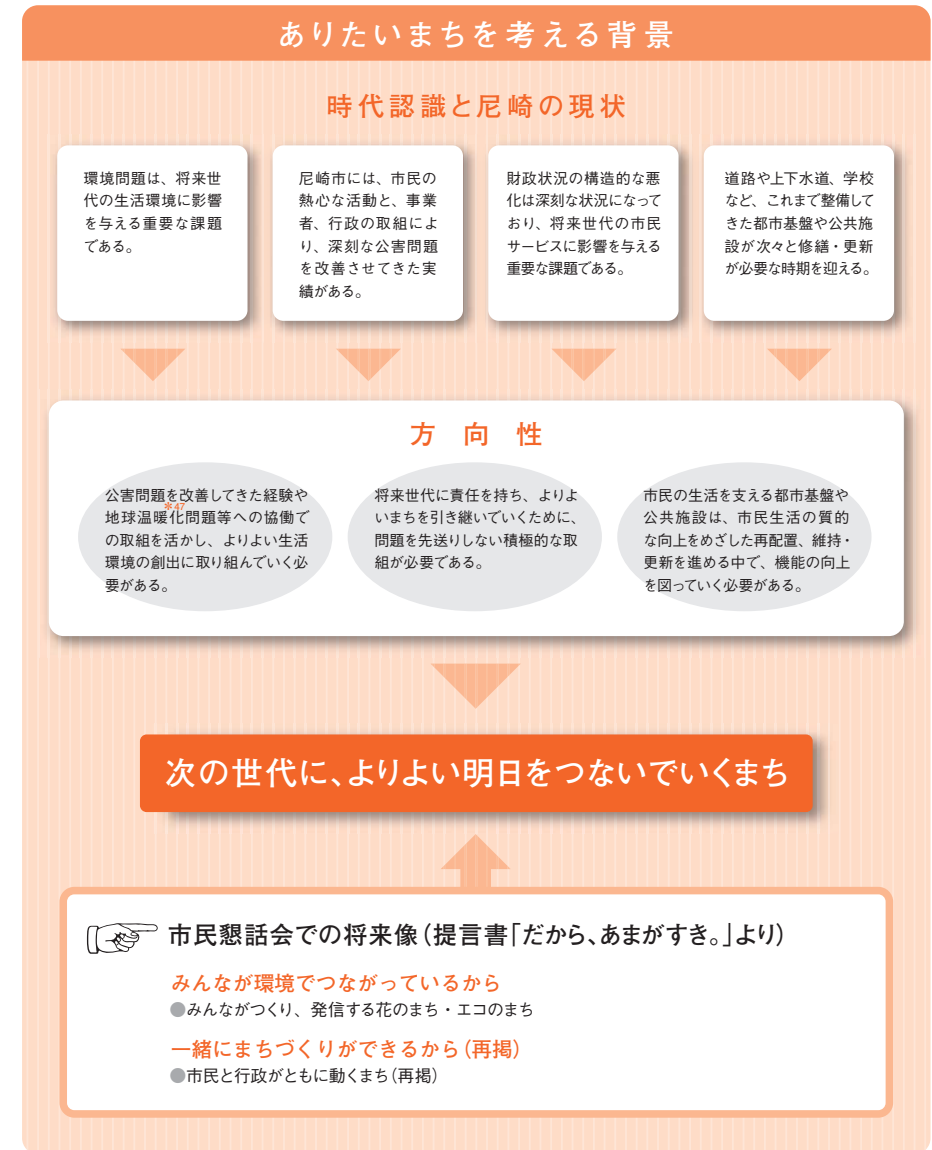 ありたいまちを考える背景
時代認識と尼崎の現状
環境問題は、将来世
代の生活環境に影響
を与える重要な課題
である。
尼崎市には、市民の
熱心な活動と、事業
者、行政の取組によ
り、深刻な公害問題
を改善させてきた実
績がある。
財政状況の構造的な悪
化は深刻な状況になって
おり、将来世代の市民
サービスに影響を与える
重要な課題である。
道路や上下水道、学校
など、これまで整備して
きた都市基盤や公共施
設が次々と修繕・更新
が必要な時期を迎える。
方向性
公害問題を改善してきた経験や
地球温暖化*47問題等への協働で
の取組を活かし、よりよい生活
環境の創出に取り組んでいく必
要がある。
将来世代に責任を持ち、よりよ
いまちを引き継いでいくために、
問題を先送りしない積極的な取
組が必要である。
市民の生活を支える都市基盤や
公共施設は、市民生活の質的
な向上をめざした再配置、維持・
更新を進める中で、機能の向上
を図っていく必要がある。
次の世代に、よりよい明日をつないでいくまち
市民懇話会での将来像(提言書「だから、あまがすき。」より)
みんなが環境でつながっているから
●みんながつくり、発信する花のまち・エコのまち
一緒にまちづくりができるから(再掲)
●市民と行政がともに動くまち(再掲)